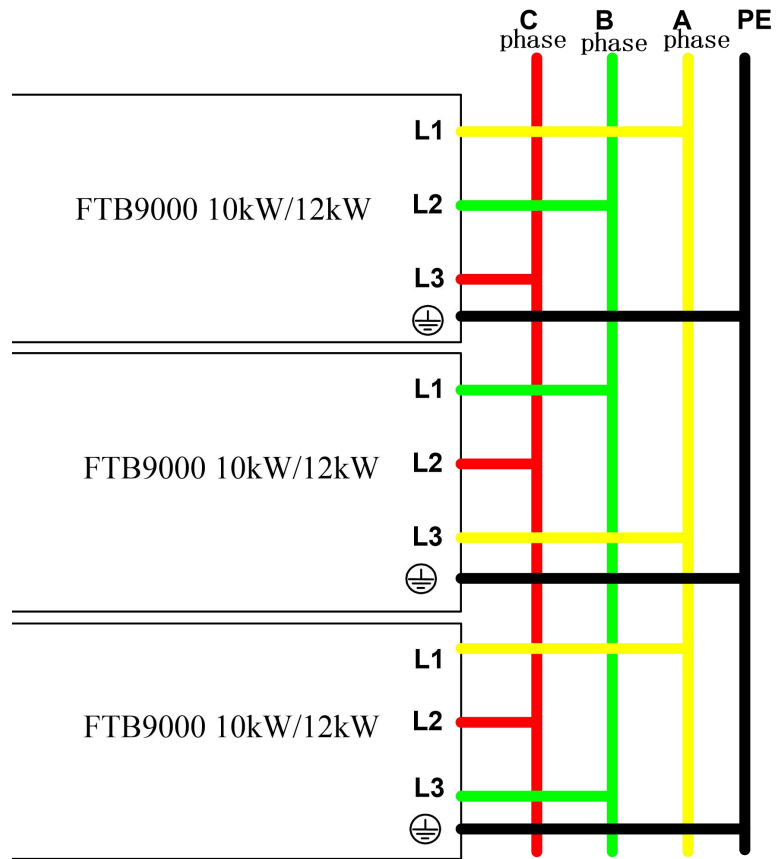 C B A PE
phase phase phase
L1
FTB9000 10kW/12kW L2
L3
L1
FTB9000 10kW/12kW L2
L3
L1
FTB9000 10kW/12kW L2
L3